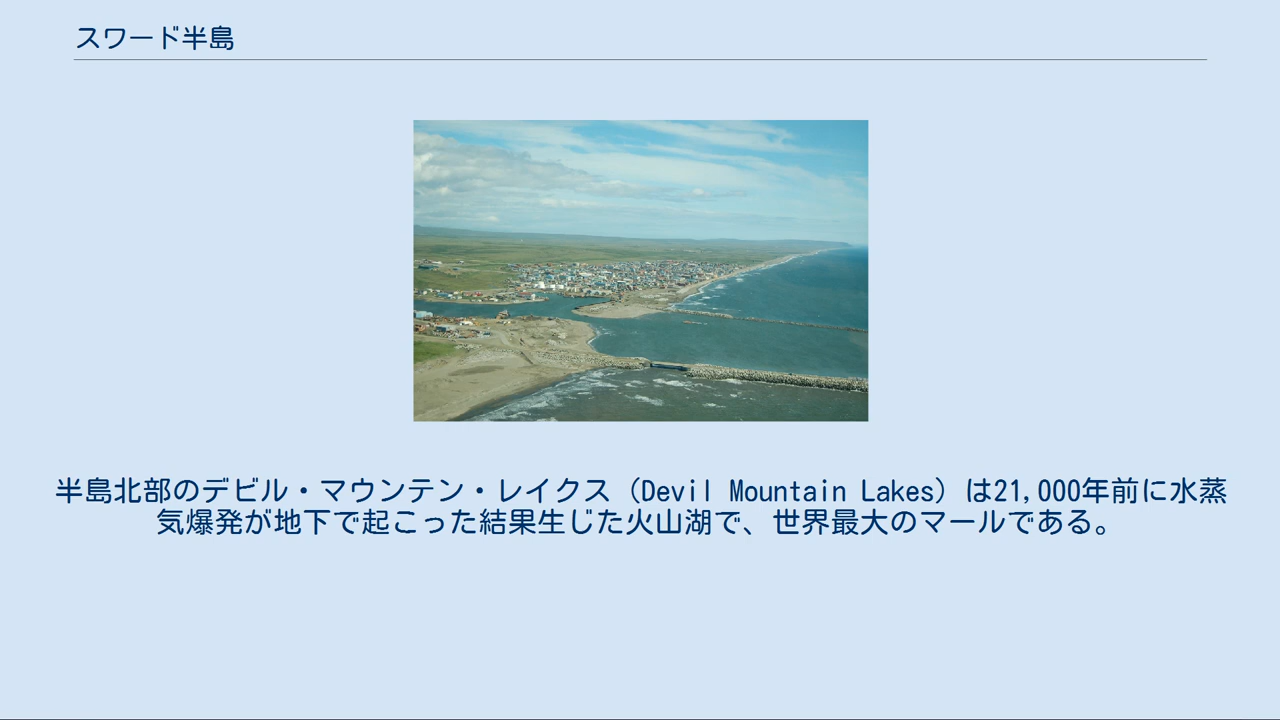 スワード半島
半島北部のデビル・マウンテン・レイクス（Devil Mountain Lakes）は21,000年前に水蒸
気爆発が地下で起こった結果生じた火山湖で、世界最大のマールである。